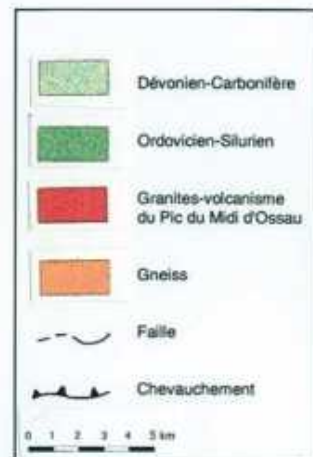 Dévonien-Carbonifère
Ordovicien-Silurien
Granites-volcanisme
du Pic du Midi d'Ossau
Gneiss
Faille
Chevauchement
0 1 2 3 5 km